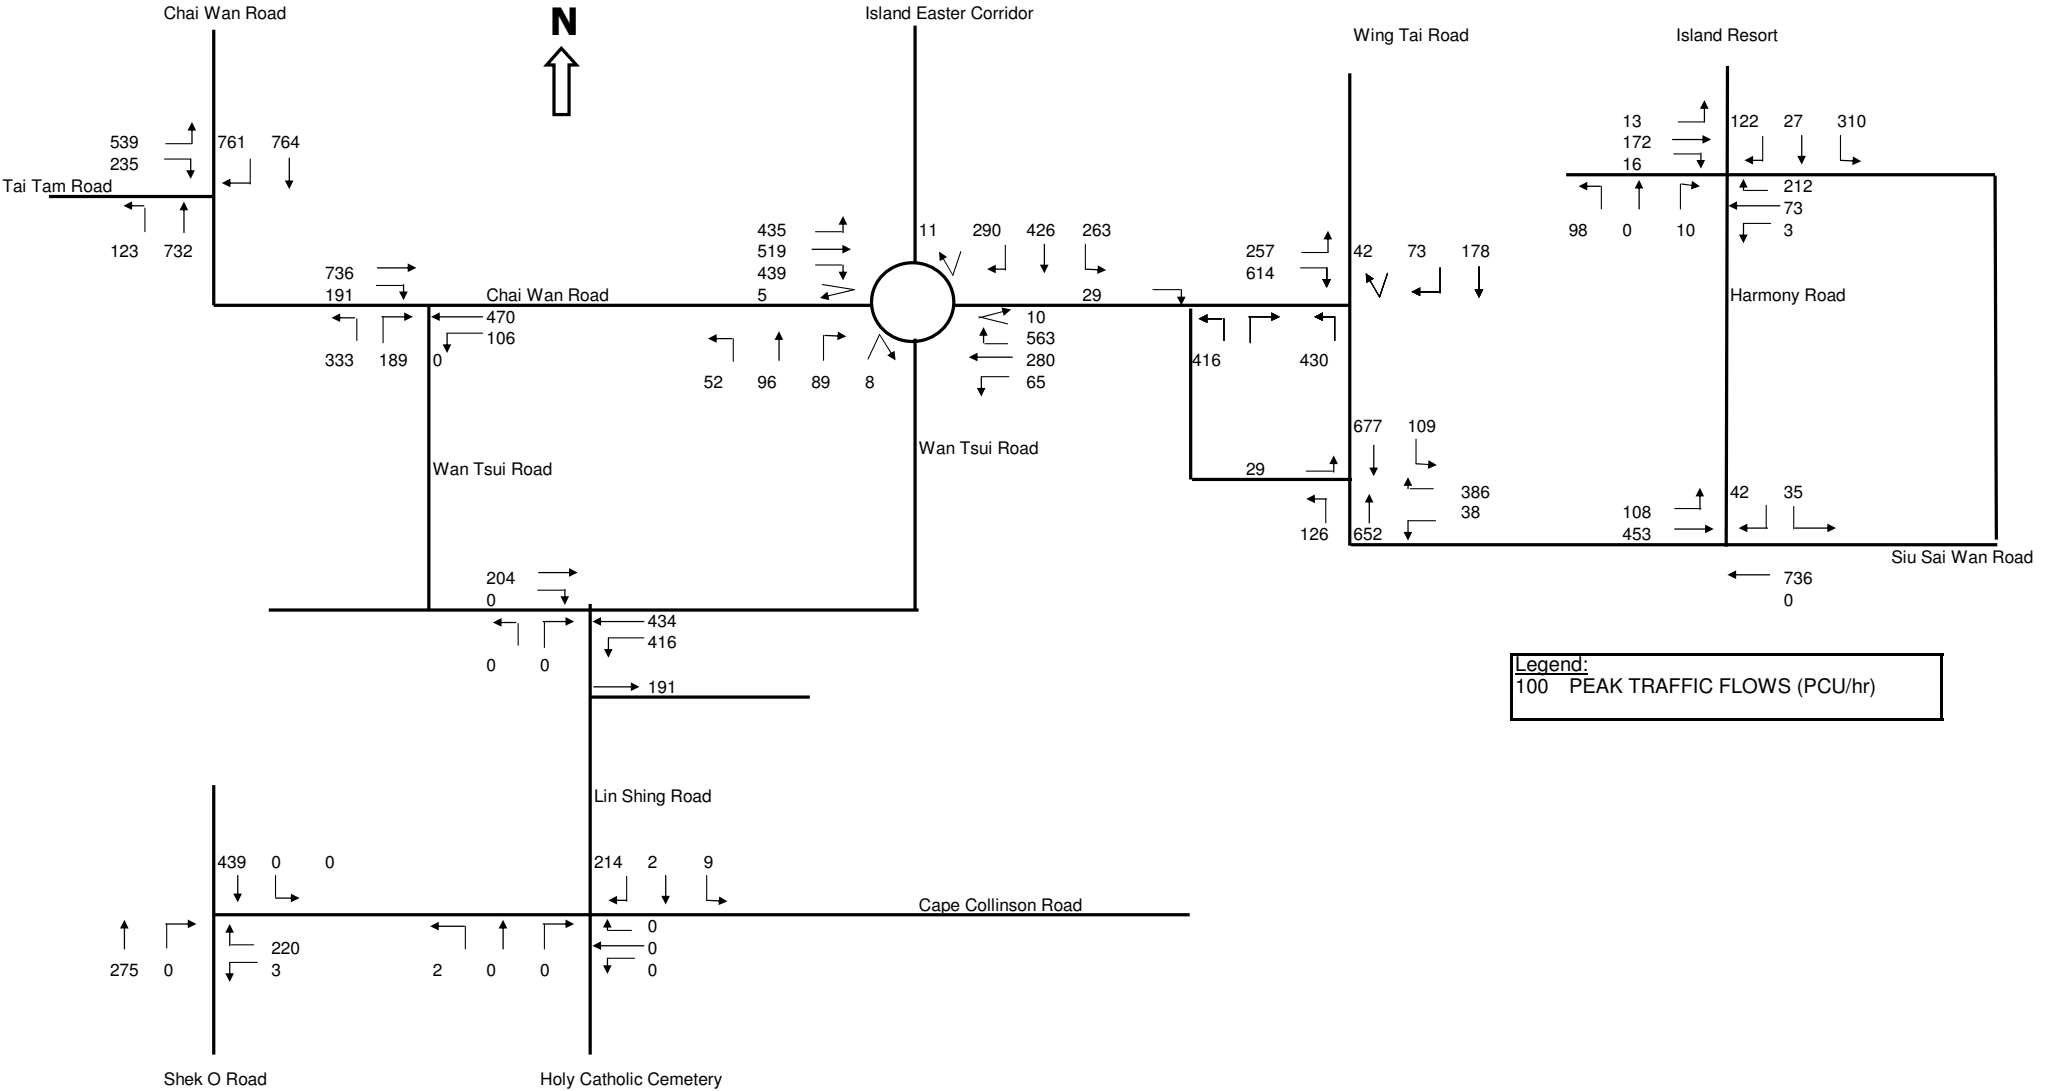 Chai Wan Road
N
Island Easter Corridor
Wing Tai Road
Island Resort
539
235
761 764
Tai Tam Road
123 732
13
172
16
122 27 310
212
73
3
98 0 10
435
519
439
5
11 290 426 263
257
614
42 73 178
736
191
Chai Wan Road
29
Harmony Road
470
106
333 189 0
10
563
280
65
52 96 89 8
416 430
677 109
Wan Tsui Road
Wan Tsui Road
29
386
38
126 652
108
453
42 35
Siu Sai Wan Road
736
0
204
0
434
416
0 0
191
Legend:
100 PEAK TRAFFIC FLOWS (PCU/hr)
Lin Shing Road
439 0 0
214 2 9
Cape Collinson Road
220
3
275 0
0
0
0
2 0 0
Shek O Road
Holy Catholic Cemetery